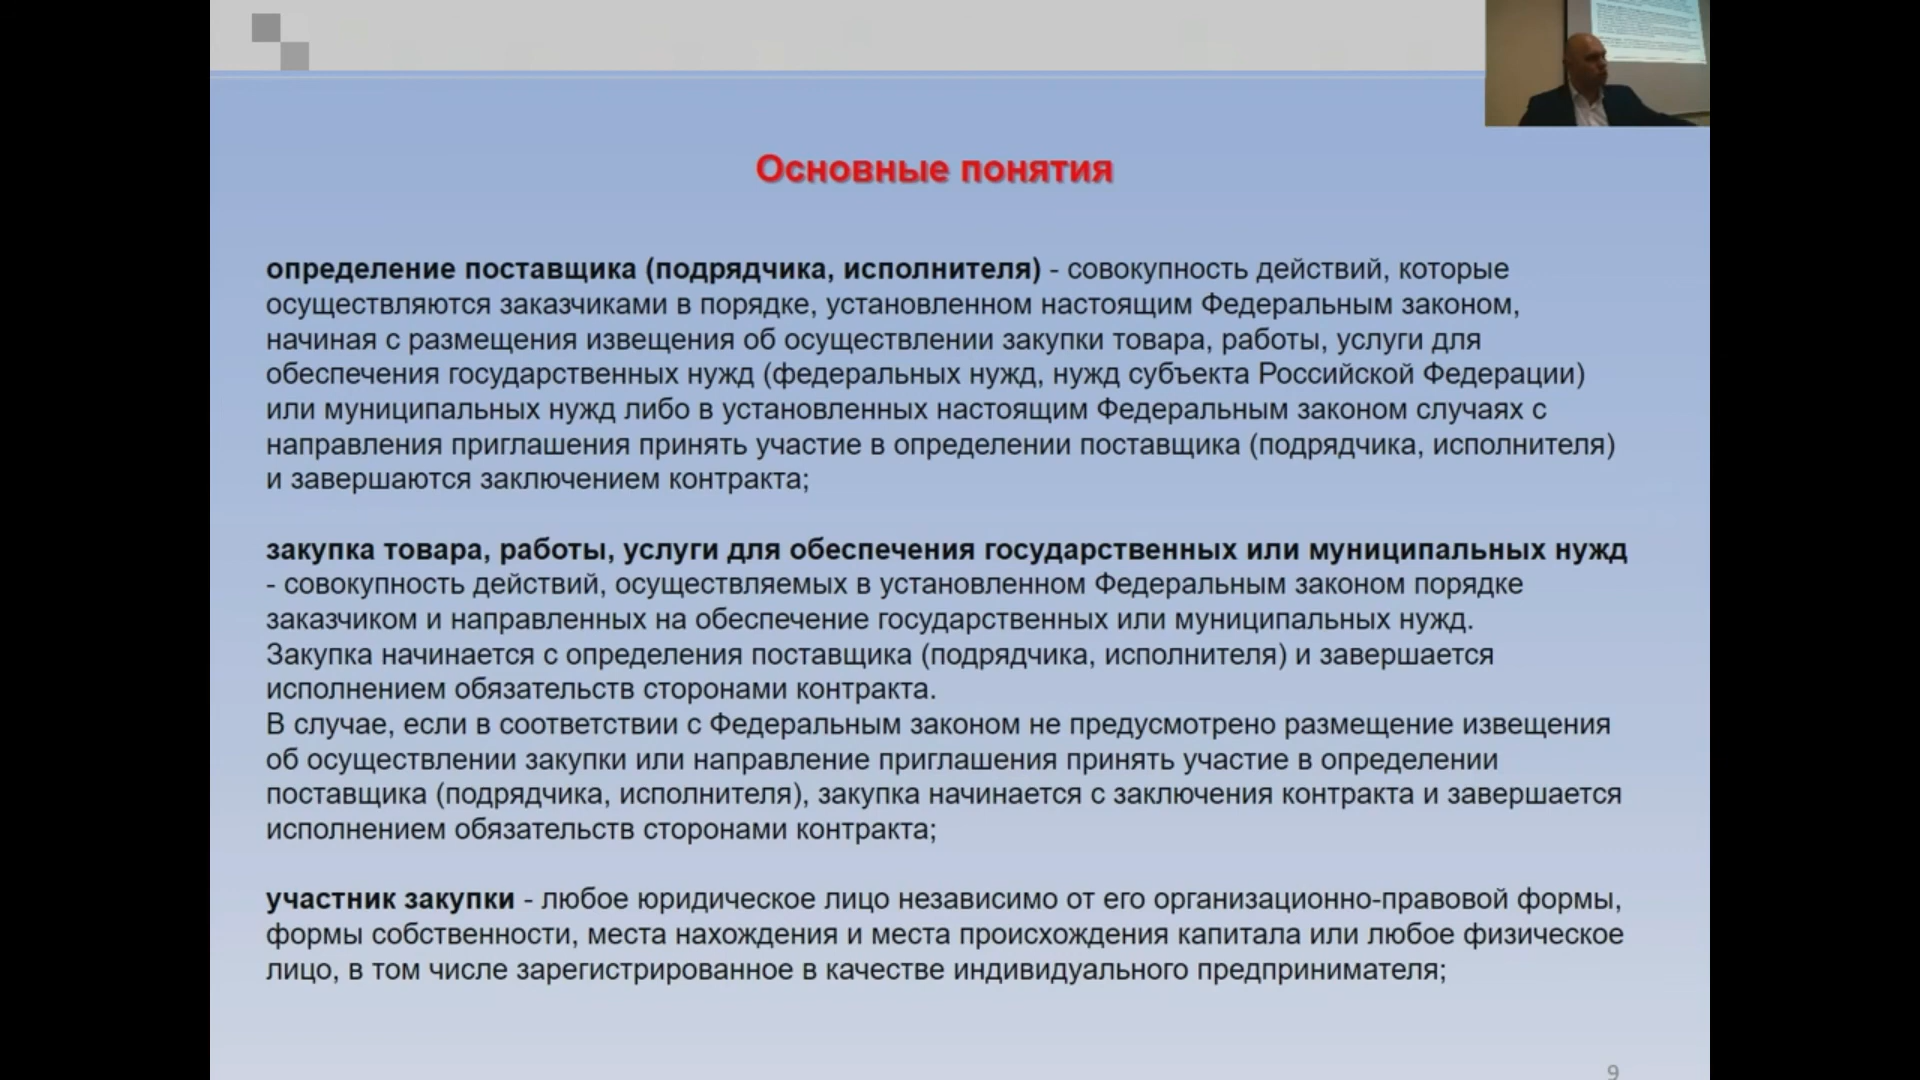 Основные понятия
определение поставщика (подрядчика, исполнителя) - совокупность действий, которые
осуществляются заказчиками в порядке, установленном настоящим Федеральным законом,
начиная с размещения извещения об осуществлении закупки товара, работы, услуги для
обеспечения государственных нужд (федеральных нужд, нужд субъекта Российской Федерации)
или муниципальных нужд либо в установленных настоящим Федеральным законом случаях с
направления приглашения принять участие в определении поставщика (подрядчика, исполнителя)
и завершаются заключением контракта;
закупка товара, работы, услуги для обеспечения государственных или муниципальных нужд
- совокупность действий, осуществляемых в установленном Федеральным законом порядке
заказчиком и направленных на обеспечение государственных или муниципальных нужд.
Закупка начинается с определения поставщика (подрядчика, исполнителя) и завершается
исполнением обязательств сторонами контракта.
В случае, если в соответствии с Федеральным законом не предусмотрено размещение извещения
об осуществлении закупки или направление приглашения принять участие в определении
поставщика (подрядчика, исполнителя), закупка начинается с заключения контракта и завершается
исполнением обязательств сторонами контракта;
участник закупки - любое юридическое лицо независимо от его организационно-правовой формы,
формы собственности, места нахождения и места происхождения капитала или любое физическое
лицо, в том числе зарегистрированное в качестве индивидуального предпринимателя;
9